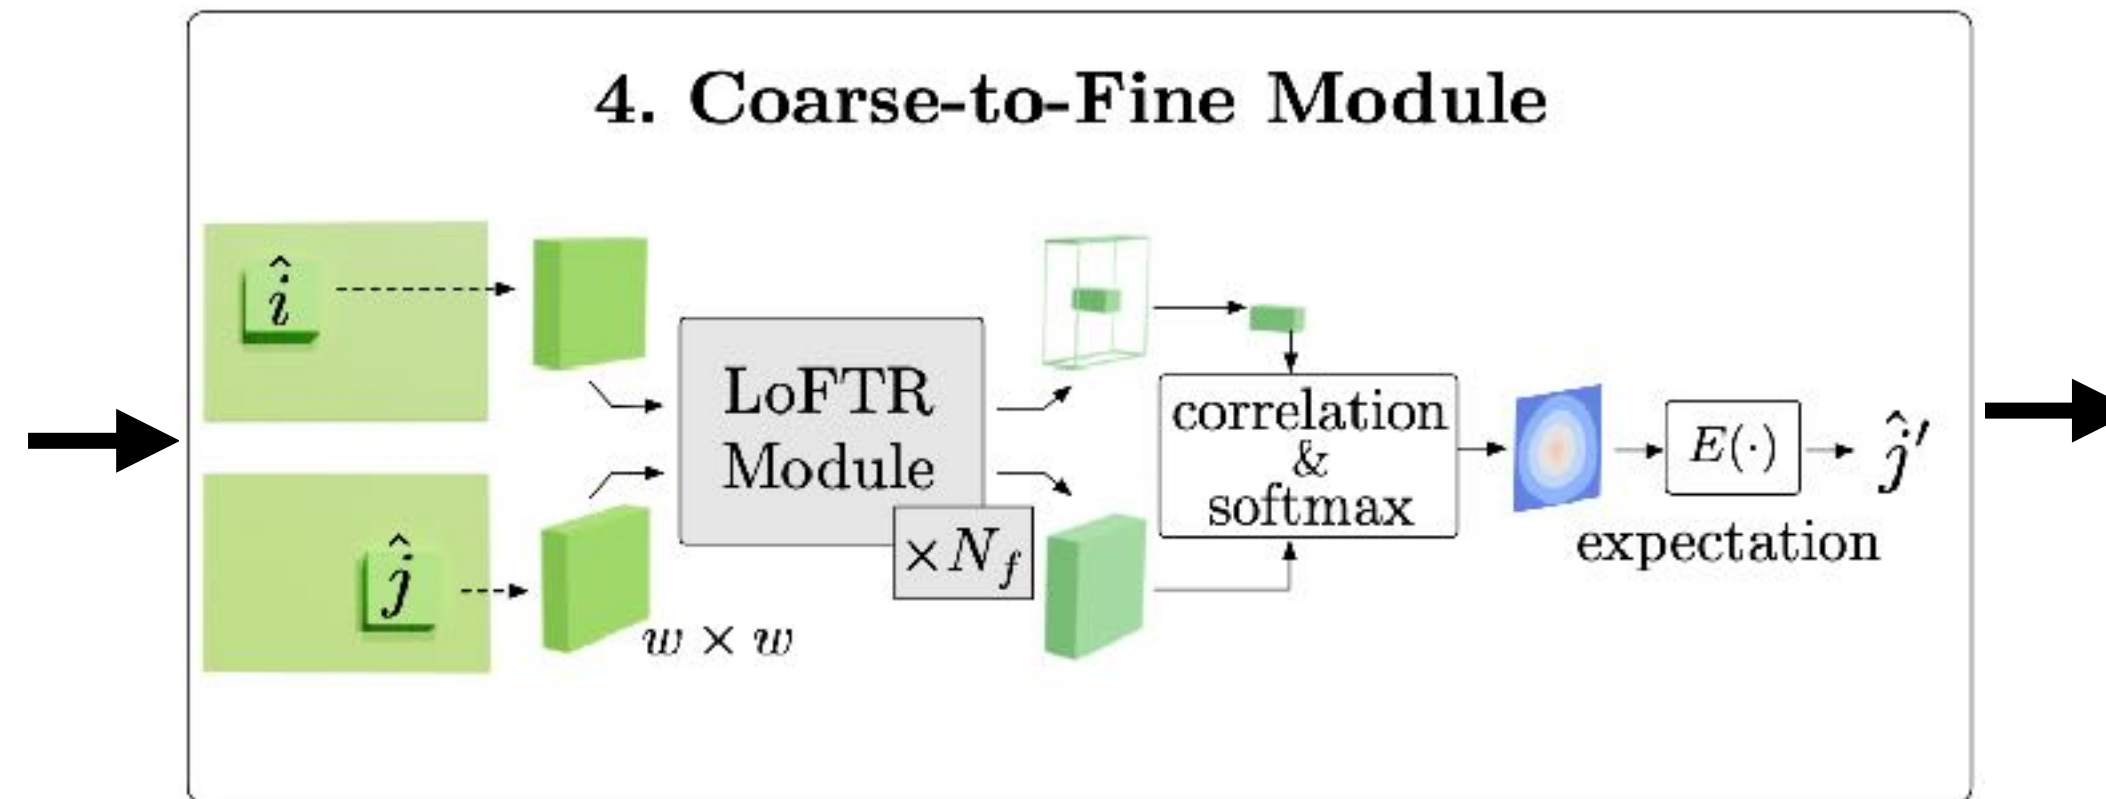 4. Coarse-to-Fine Module
î
ĵ
w × w
LoFTR
Module
×N_f
correlation
&
softmax
E(·)
expectation
ĵ′